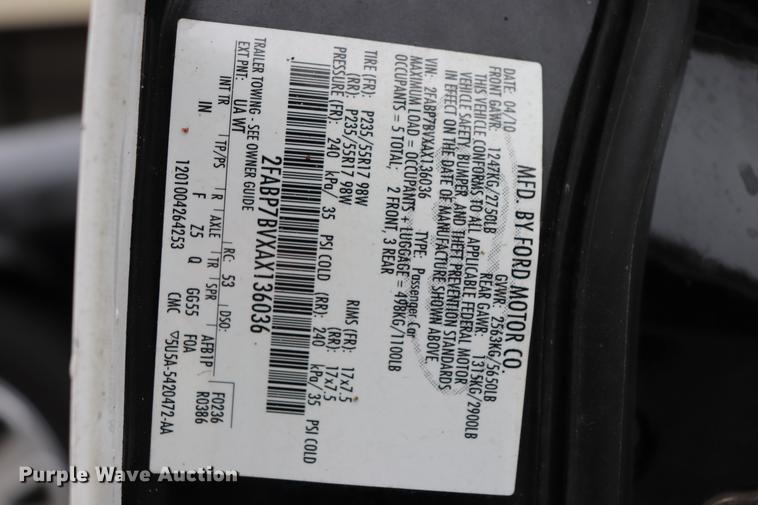 MFD. BY FORD MOTOR CO.
DATE: 04/10 GVWR: 2563KG/5650LB
FRONT GAWR: 1247KG/2750LB REAR GAWR: 1315KG/2900LB
THIS VEHICLE CONFORMS TO ALL APPLICABLE FEDERAL MOTOR
VEHICLE SAFETY, BUMPER, AND THEFT PREVENTION STANDARDS
IN EFFECT ON THE DATE OF MANUFACTURE SHOWN ABOVE
VIN: 2FABP7BVXAX136036 TYPE: Passenger Car
MAXIMUM LOAD = OCCUPANTS + LUGGAGE = 498KG/1100LB
OCCUPANTS = 5 TOTAL; 2 FRONT, 3 REAR
TIRE (FR): P235/55R17 98W RIMS (FR): 17x7.5
(RR): P235/55R17 98W (RR): 17x7.5
PRESSURE (FR): 240 kPa/ 35 PSI COLD (RR): 240 kPa/ 35 PSI COLD
2FABP7BVXAX136036
TRAILER TOWING - SEE OWNER GUIDE
EXT PNT: UA WT RC: 53 DSO: F0236
R0386
INT TR TP/PS R AXLE TR SPR AFB1P
IN F Z5 Q GG55 FOA
1201004264253 CMC ▽5U5A-5420472-AA
Purple Wave Auction